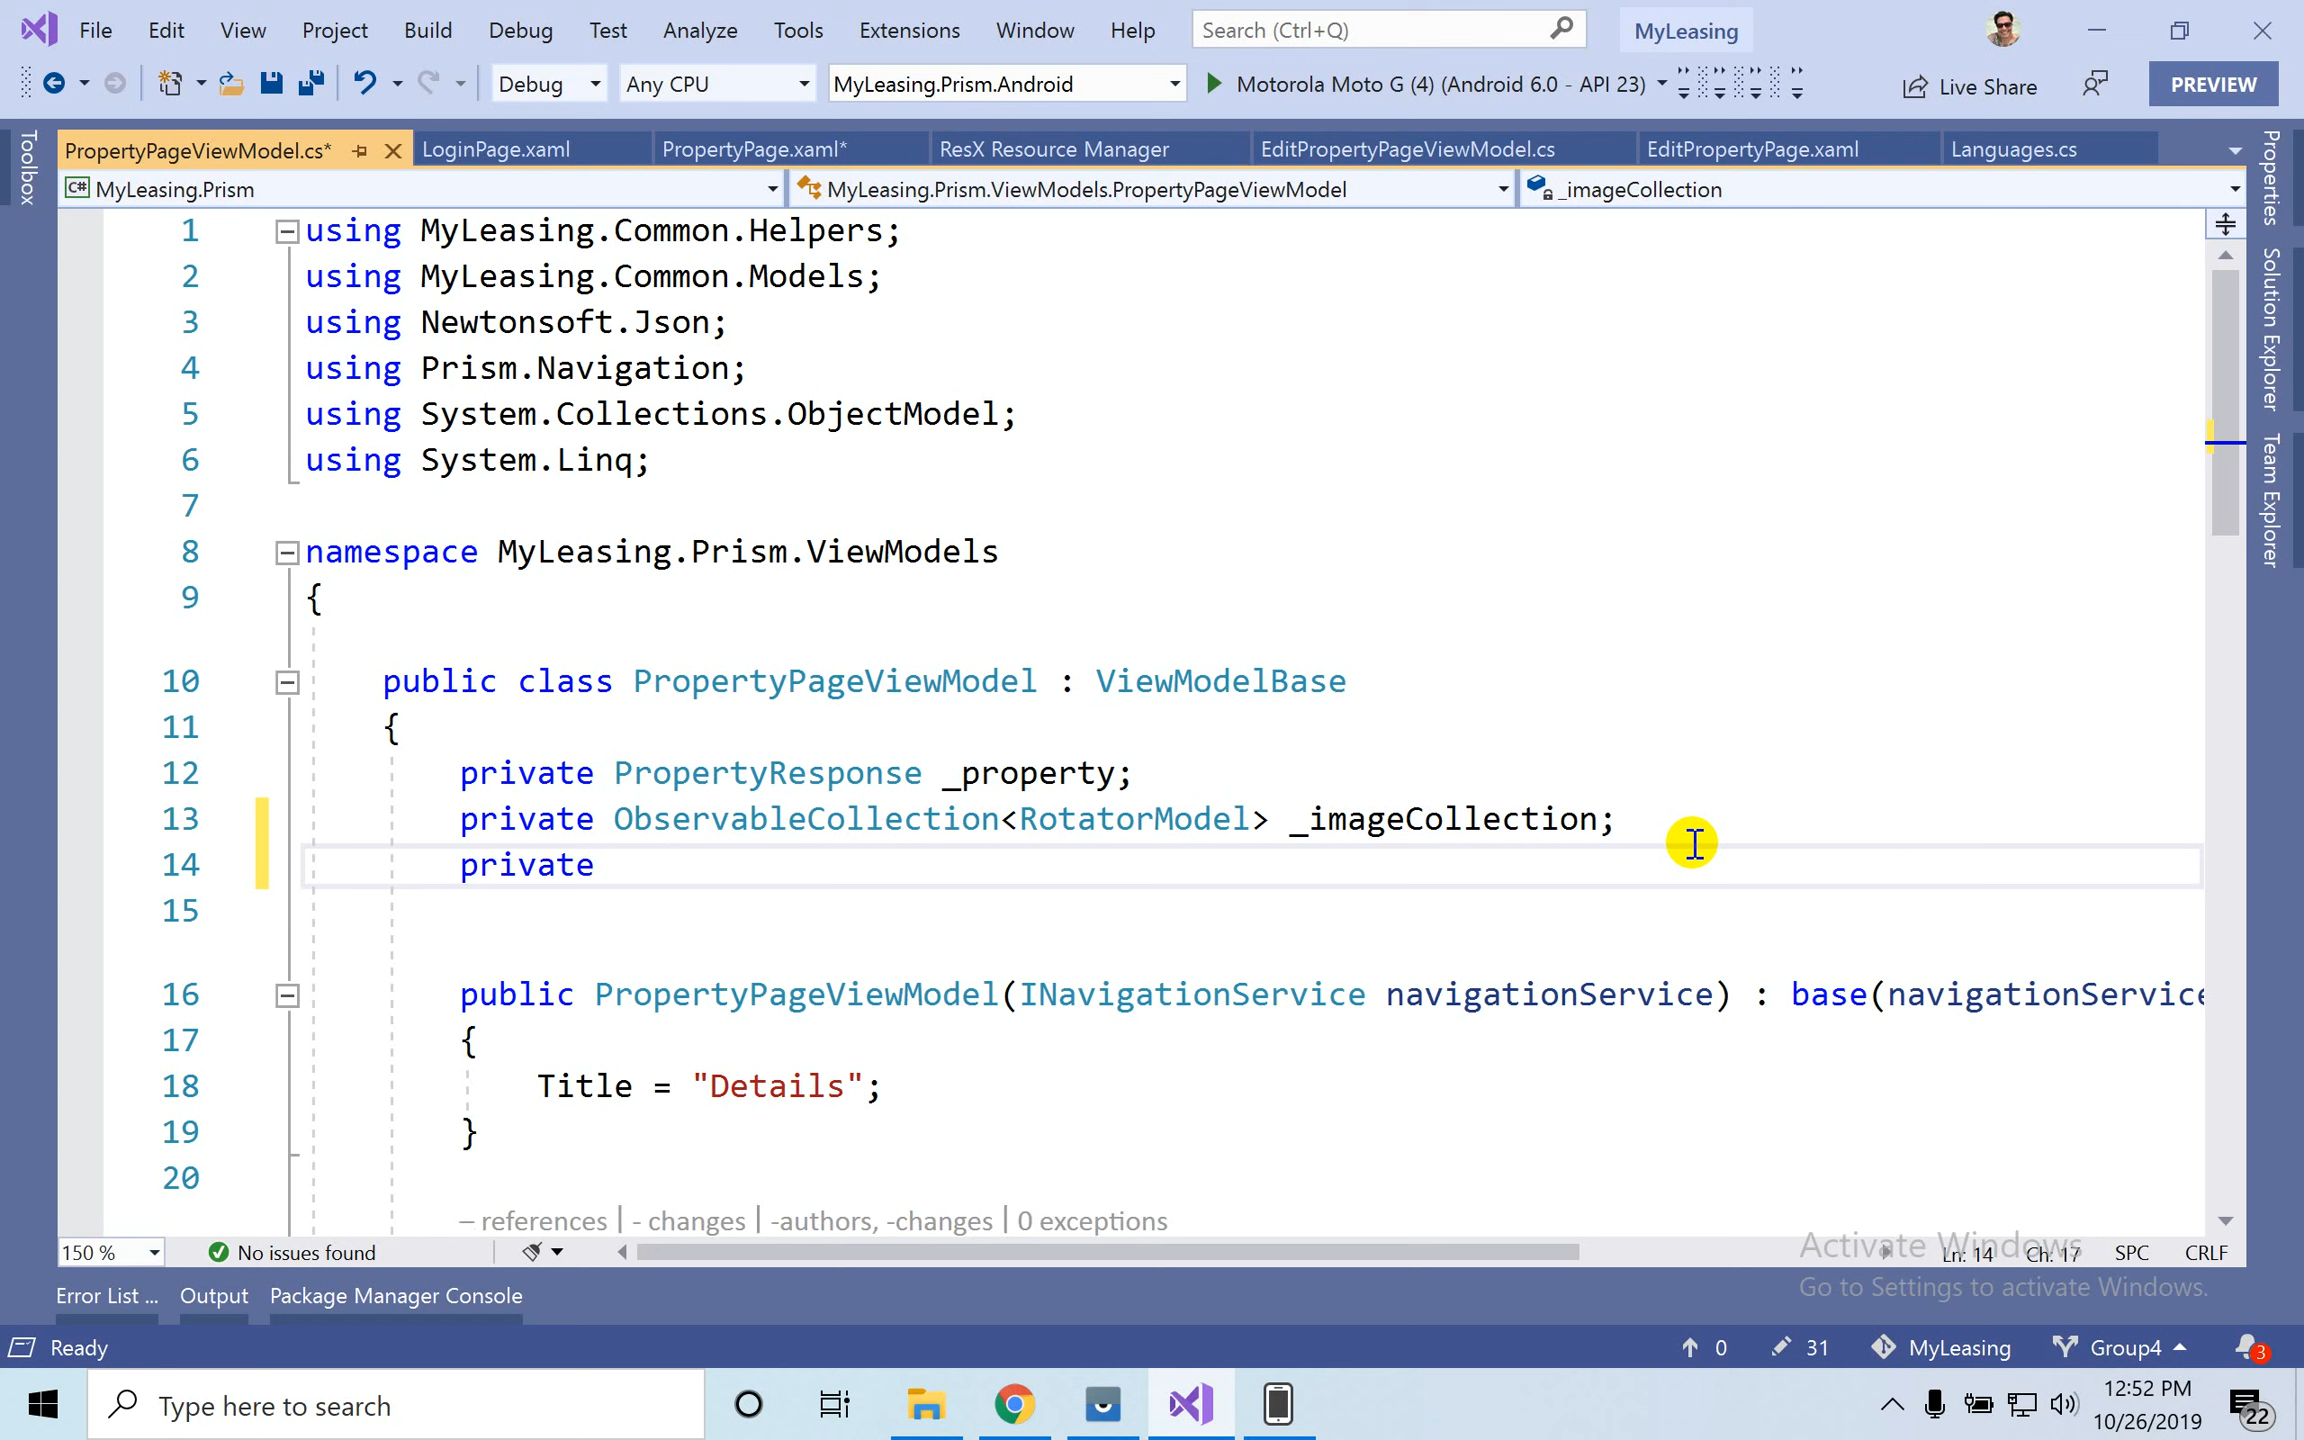 File Edit View Project Build Debug Test Analyze Tools Extensions Window Help Search (Ctrl+Q) MyLeasing
Debug Any CPU MyLeasing.Prism.Android Motorola Moto G (4) (Android 6.0 - API 23) Live Share PREVIEW
Toolbox
PropertyPageViewModel.cs* LoginPage.xaml PropertyPage.xaml* ResX Resource Manager EditPropertyPageViewModel.cs EditPropertyPage.xaml Languages.cs
C# MyLeasing.Prism MyLeasing.Prism.ViewModels.PropertyPageViewModel _imageCollection
Properties
Solution Explorer
Team Explorer
1 using MyLeasing.Common.Helpers;
2 using MyLeasing.Common.Models;
3 using Newtonsoft.Json;
4 using Prism.Navigation;
5 using System.Collections.ObjectModel;
6 using System.Linq;
7
8 namespace MyLeasing.Prism.ViewModels
9 {
10 public class PropertyPageViewModel : ViewModelBase
11 {
12 private PropertyResponse _property;
13 private ObservableCollection<RotatorModel> _imageCollection;
14 private
15
16 public PropertyPageViewModel(INavigationService navigationService) : base(navigationService
17 {
18 Title = "Details";
19 }
20
– references | - changes | -authors, -changes | 0 exceptions
150 % No issues found Ln: 14 Ch: 17 SPC CRLF
Activate Windows
Go to Settings to activate Windows.
Error List ... Output Package Manager Console
Ready 0 31 MyLeasing Group4 3
Type here to search 12:52 PM
10/26/2019 22